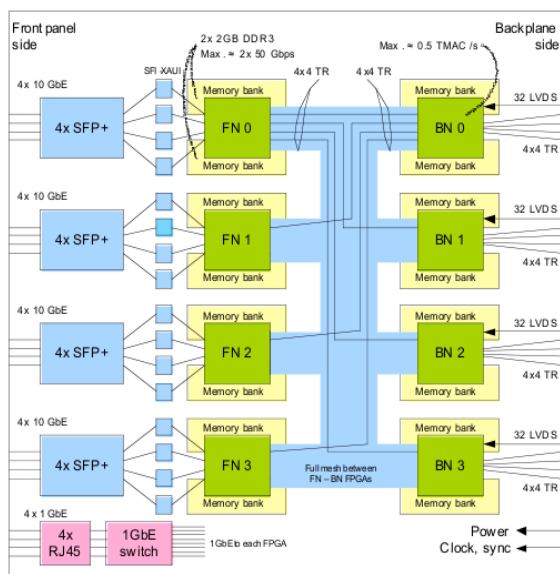 Front panel
side
2x 2GB DDR3
Max. ≈ 2x 50 Gbps
Max. ≈ 0.5 TMAC /s
Backplane
side
SFI -XAUI
4x4 TR
4x4 TR
4x 10 GbE
4x SFP+
Memory bank
FN 0
Memory bank
Memory bank
BN 0
Memory bank
32 LVDS
4x4 TR
4x 10 GbE
4x SFP+
Memory bank
FN 1
Memory bank
Memory bank
BN 1
Memory bank
32 LVDS
4x4 TR
4x 10 GbE
4x SFP+
Memory bank
FN 2
Memory bank
Memory bank
BN 2
Memory bank
32 LVDS
4x4 TR
4x 10 GbE
4x SFP+
Memory bank
FN 3
Memory bank
Memory bank
BN 3
Memory bank
32 LVDS
4x4 TR
Full mesh between
FN – BN FPGAs
4x 1 GbE
4x
RJ45
1GbE
switch
1GbE to each FPGA
Power
Clock, sync